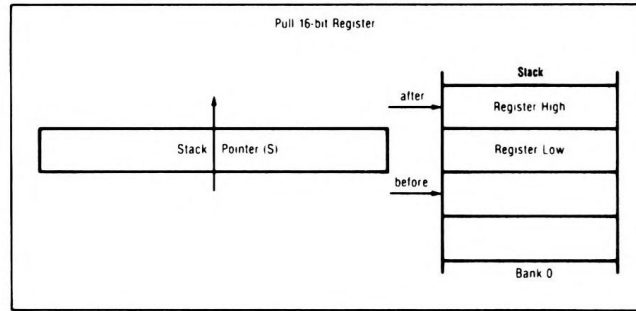 Pull 16-bit Register
Stack
after
Register High
Stack Pointer (S)
Register Low
before
Bank 0